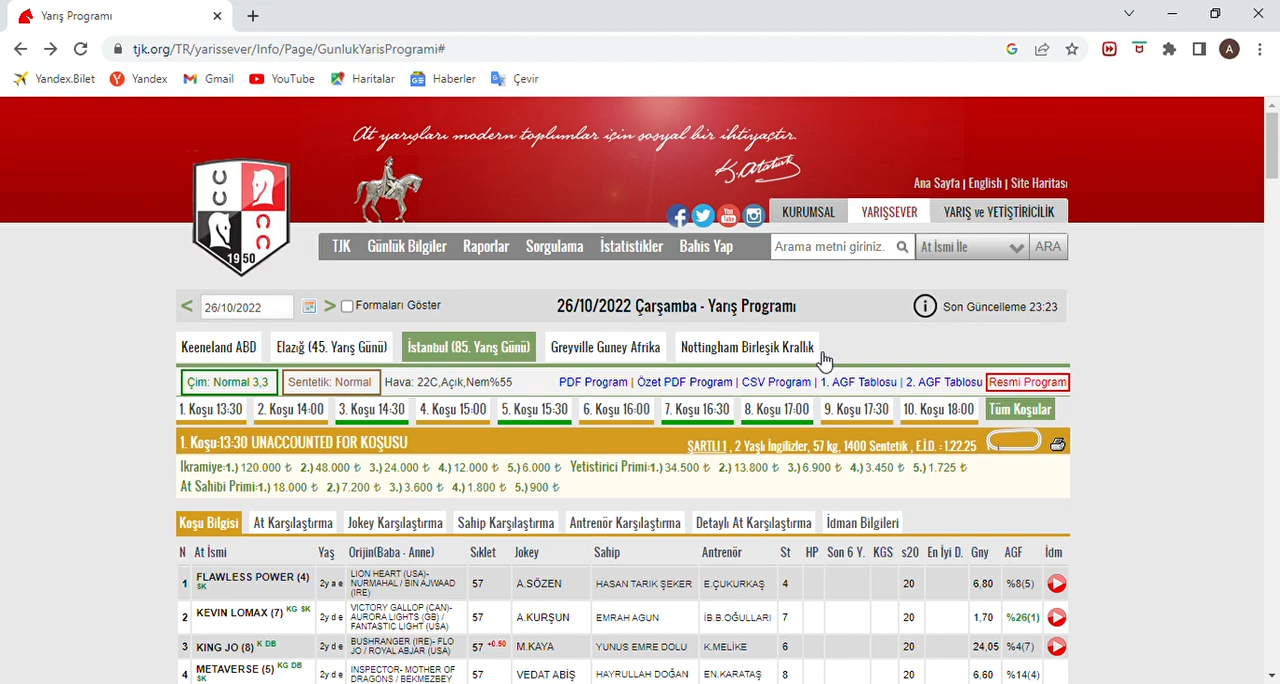 Yarış Programı
tjk.org/TR/yarissever/Info/Page/GunlukYarisProgrami#
A
Yandex.Bilet Yandex Gmail YouTube Haritalar Haberler Çevir
At yarışları modern toplumlar için sosyal bir ihtiyaçtır.
K. Atatürk
Ana Sayfa | English | Site Haritası
KURUMSAL YARIŞSEVER YARIŞ ve YETİŞTİRİCİLİK
1950
TJK Günlük Bilgiler Raporlar Sorgulama İstatistikler Bahis Yap Arama metni giriniz. At İsmi İle ARA
< 26/10/2022 > Formaları Göster 26/10/2022 Çarşamba - Yarış Programı Son Güncelleme 23:23
Keeneland ABD Elazığ (45. Yarış Günü) İstanbul (85. Yarış Günü) Greyville Guney Afrika Nottingham Birleşik Krallık
Çim: Normal 3,3 Sentetik: Normal Hava: 22C,Açık,Nem%55 PDF Program | Özet PDF Program | CSV Program | 1. AGF Tablosu | 2. AGF Tablosu Resmi Program
1. Koşu 13:30 2. Koşu 14:00 3. Koşu 14:30 4. Koşu 15:00 5. Koşu 15:30 6. Koşu 16:00 7. Koşu 16:30 8. Koşu 17:00 9. Koşu 17:30 10. Koşu 18:00 Tüm Koşular
1. Koşu:13:30 UNACCOUNTED FOR KOŞUSU ŞARTLI 1 , 2 Yaşlı İngilizler, 57 kg, 1400 Sentetik , E.İ.D. : 1.22.25
Ikramiye:1.) 120.000 ₺ 2.) 48.000 ₺ 3.) 24.000 ₺ 4.) 12.000 ₺ 5.) 6.000 ₺ Yetistirici Primi:1.) 34.500 ₺ 2.) 13.800 ₺ 3.) 6.900 ₺ 4.) 3.450 ₺ 5.) 1.725 ₺
At Sahibi Primi:1.) 18.000 ₺ 2.) 7.200 ₺ 3.) 3.600 ₺ 4.) 1.800 ₺ 5.) 900 ₺
Koşu Bilgisi At Karşılaştırma Jokey Karşılaştırma Sahip Karşılaştırma Antrenör Karşılaştırma Detaylı At Karşılaştırma İdman Bilgileri
N At İsmi Yaş Orijin(Baba - Anne) Sıklet Jokey Sahip Antrenör St HP Son 6 Y. KGS s20 En İyi D. Gny AGF İdm
1 FLAWLESS POWER (4) SK 2y a e LION HEART (USA)- NURMAHAL / BIN AJWAAD (IRE) 57 A.SÖZEN HASAN TARIK ŞEKER E.ÇUKURKAŞ 4 20 6,80 %8(5)
2 KEVIN LOMAX (7) KG SK 2y d e VICTORY GALLOP (CAN)- AURORA LIGHTS (GB) / FANTASTIC LIGHT (USA) 57 A.KURŞUN EMRAH AGUN İB.B.OĞULLARI 7 20 1,70 %26(1)
3 KING JO (8) K DB 2y d e BUSHRANGER (IRE)- FLO JO / ROYAL ABJAR (USA) 57 +0.50 M.KAYA YUNUS EMRE DOLU K.MELİKE 6 20 24,05 %4(7)
4 METAVERSE (5) KG DB SK 2y d e INSPECTOR- MOTHER OF DRAGONS / BEKMEZBEY 57 VEDAT ABİŞ HAYRULLAH DOĞAN EN.KARATAŞ 8 20 6,60 %14(4)